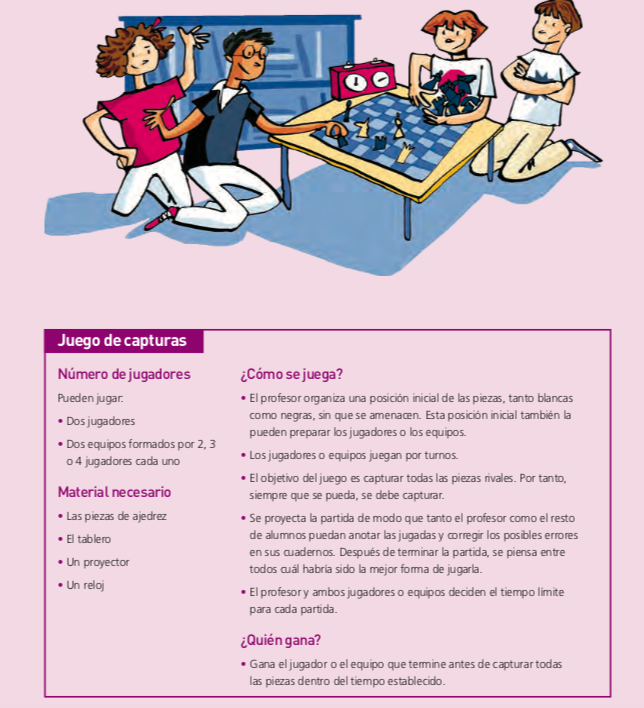 Juego de capturas
Número de jugadores
Pueden jugar:
• Dos jugadores
• Dos equipos formados por 2, 3
o 4 jugadores cada uno
Material necesario
• Las piezas de ajedrez
• El tablero
• Un proyector
• Un reloj
¿Cómo se juega?
• El profesor organiza una posición inicial de las piezas, tanto blancas
como negras, sin que se amenacen. Esta posición inicial también la
pueden preparar los jugadores o los equipos.
• Los jugadores o equipos juegan por turnos.
• El objetivo del juego es capturar todas las piezas rivales. Por tanto,
siempre que se pueda, se debe capturar.
• Se proyecta la partida de modo que tanto el profesor como el resto
de alumnos puedan anotar las jugadas y corregir los posibles errores
en sus cuadernos. Después de terminar la partida, se piensa entre
todos cuál habría sido la mejor forma de jugarla.
• El profesor y ambos jugadores o equipos deciden el tiempo límite
para cada partida.
¿Quién gana?
• Gana el jugador o el equipo que termine antes de capturar todas
las piezas dentro del tiempo establecido.